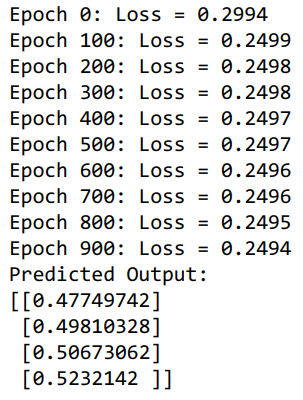 Epoch 0: Loss = 0.2994
Epoch 100: Loss = 0.2499
Epoch 200: Loss = 0.2498
Epoch 300: Loss = 0.2498
Epoch 400: Loss = 0.2497
Epoch 500: Loss = 0.2497
Epoch 600: Loss = 0.2496
Epoch 700: Loss = 0.2496
Epoch 800: Loss = 0.2495
Epoch 900: Loss = 0.2494
Predicted Output:
[[0.47749742]
 [0.49810328]
 [0.50673062]
 [0.5232142 ]]